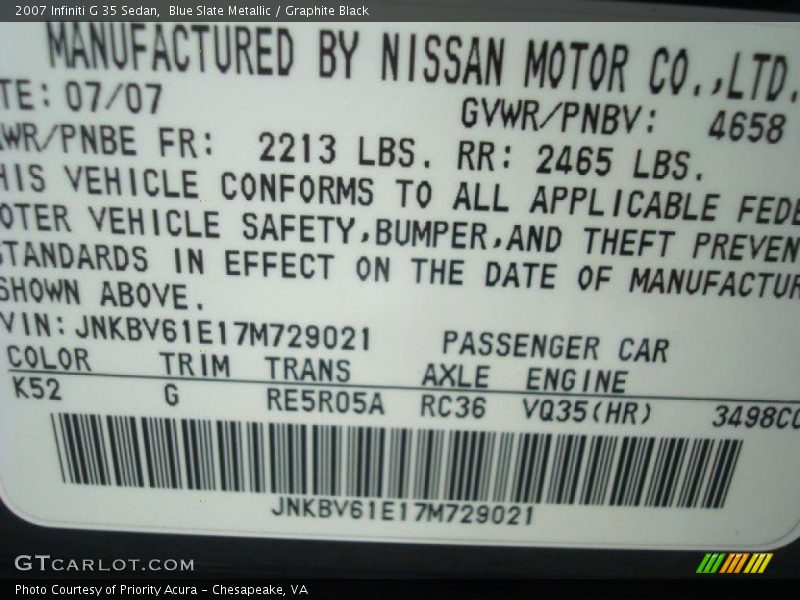 2007 Infiniti G 35 Sedan,  Blue Slate Metallic / Graphite Black
MANUFACTURED BY NISSAN MOTOR CO.,LTD.
TE: 07/07
GVWR/PNBV: 4658
WR/PNBE FR: 2213 LBS. RR: 2465 LBS.
HIS VEHICLE CONFORMS TO ALL APPLICABLE FEDE
OTER VEHICLE SAFETY,BUMPER,AND THEFT PREVEN
STANDARDS IN EFFECT ON THE DATE OF MANUFACTUR
SHOWN ABOVE.
VIN: JNKBV61E17M729021 PASSENGER CAR
COLOR TRIM TRANS AXLE ENGINE
K52 G RE5R05A RC36 VQ35(HR) 3498CC
JNKBV61E17M729021
GTCARLOT.COM
Photo Courtesy of Priority Acura - Chesapeake, VA